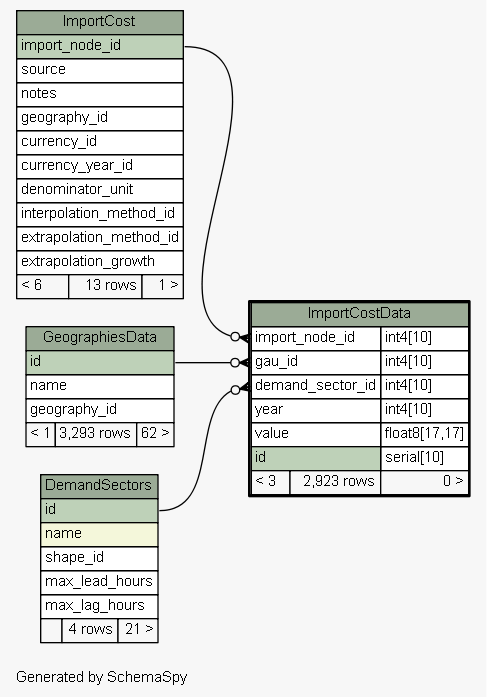 ImportCost
import_node_id
source
notes
geography_id
currency_id
currency_year_id
denominator_unit
interpolation_method_id
extrapolation_method_id
extrapolation_growth
< 6 13 rows 1 >
ImportCostData
import_node_id int4[10]
gau_id int4[10]
demand_sector_id int4[10]
year int4[10]
value float8[17,17]
id serial[10]
< 3 2,923 rows 0 >
GeographiesData
id
name
geography_id
< 1 3,293 rows 62 >
DemandSectors
id
name
shape_id
max_lead_hours
max_lag_hours
4 rows 21 >
Generated by SchemaSpy